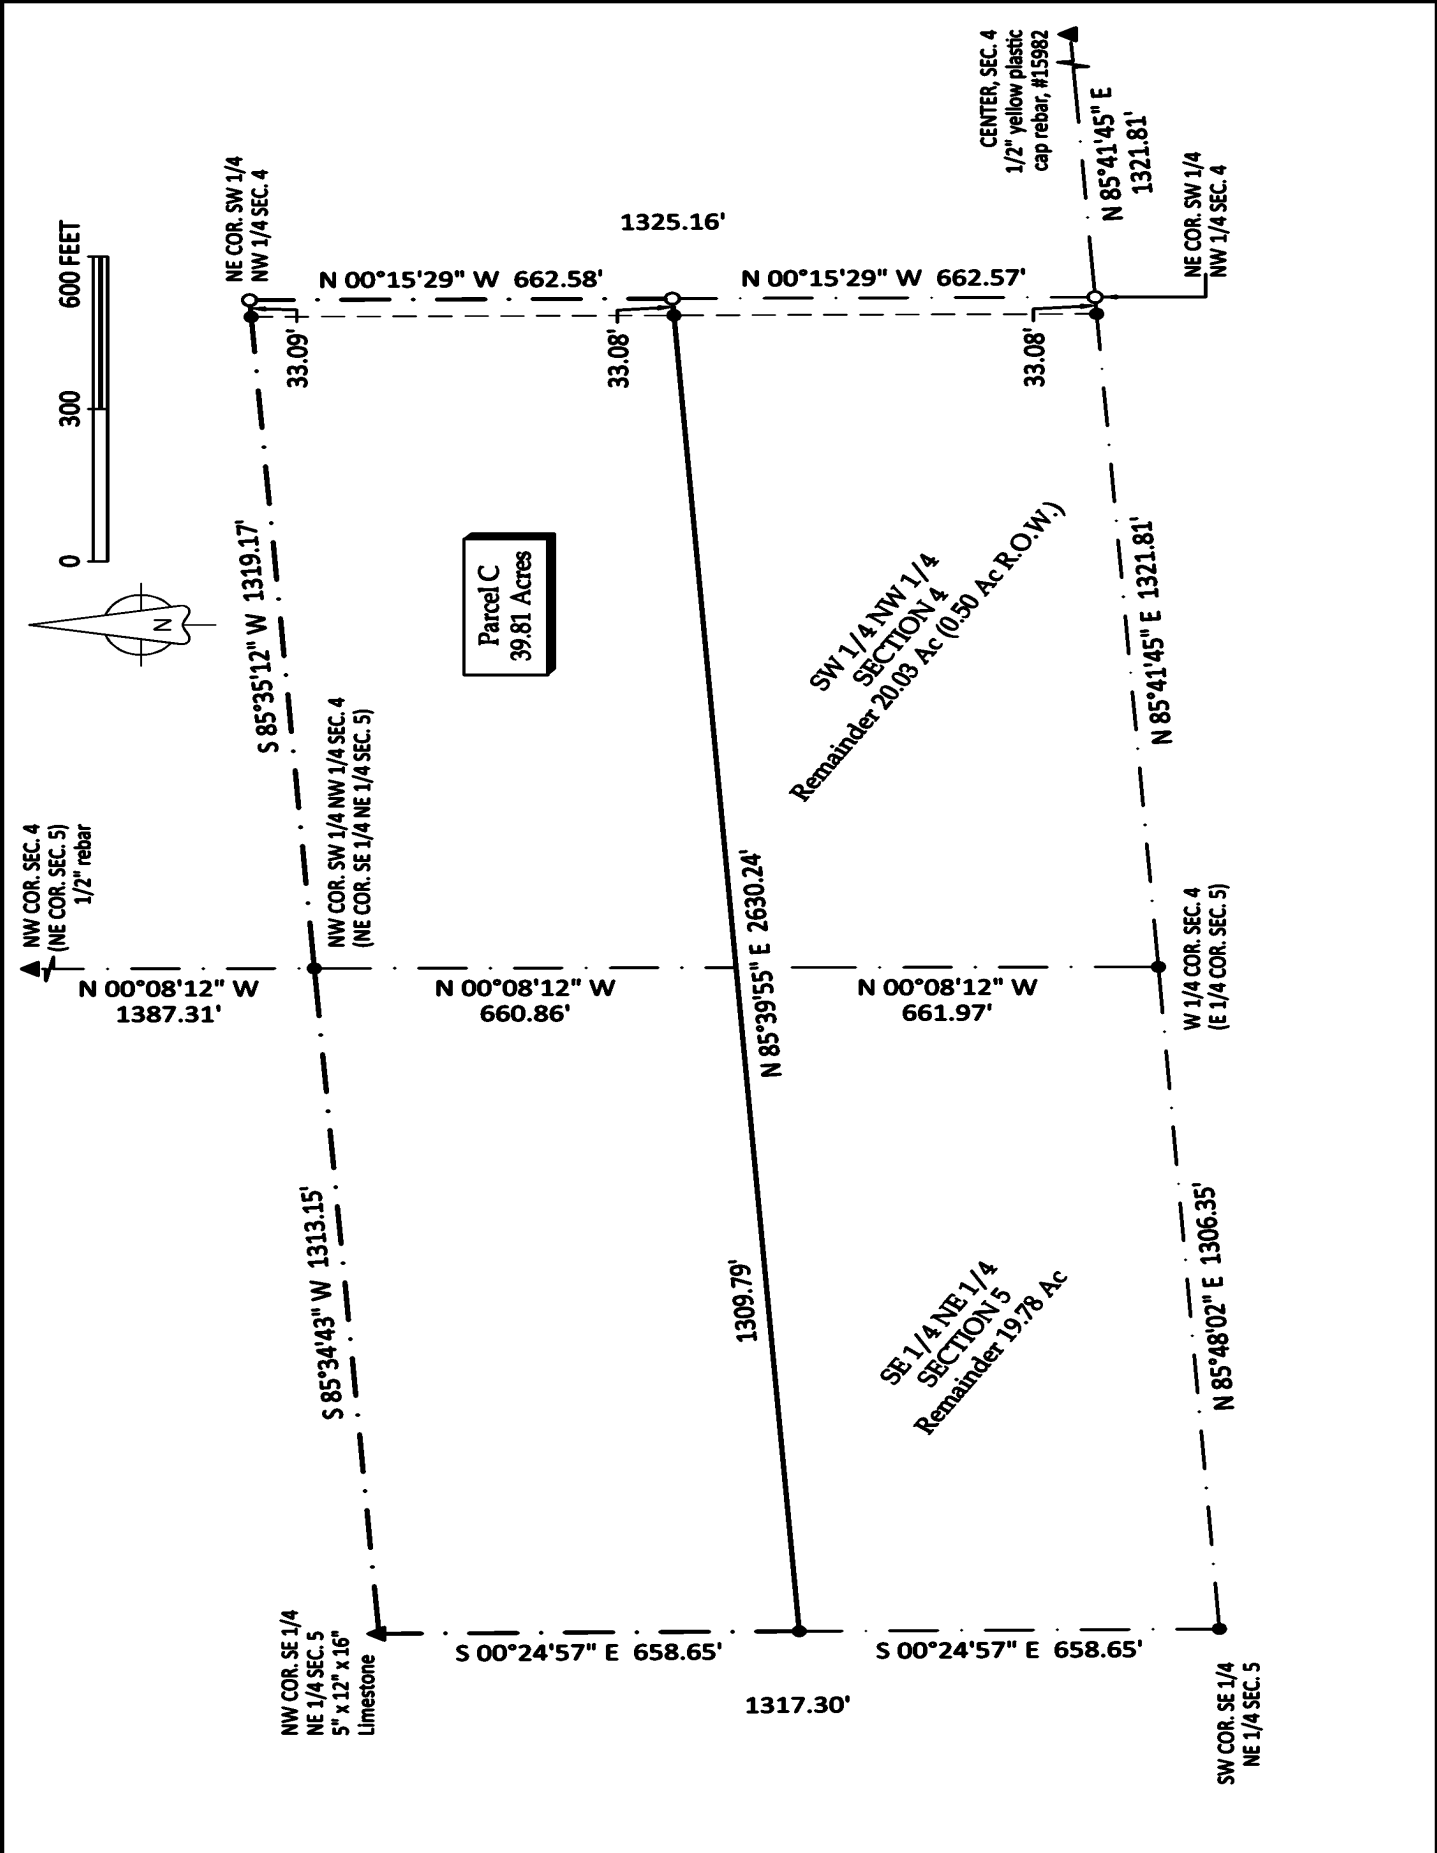 NW COR. SEC. 4
(NE COR. SEC. 5)
1/2" rebar
0
300
600 FEET
N
NE COR. SW 1/4
NW 1/4 SEC. 4
CENTER, SEC. 4
1/2" yellow plastic
cap rebar, #15982
N 85°41'45" E
1321.81'
NE COR. SW 1/4
NW 1/4 SEC. 4
1325.16'
N 00°15'29" W 662.58'
N 00°15'29" W 662.57'
33.09'
33.08'
33.08'
S 85°35'12" W 1319.17'
Parcel C
39.81 Acres
NW COR. SW 1/4 NW 1/4 SEC. 4
(NE COR. SE 1/4 NE 1/4 SEC. 5)
SW 1/4 NW 1/4
SECTION 4
Remainder 20.03 Ac (0.50 Ac R.O.W.)
N 85°41'45" E 1321.81'
N 00°08'12" W
1387.31'
N 00°08'12" W
660.86'
N 00°08'12" W
661.97'
N 85°39'55" E 2630.24'
W 1/4 COR. SEC. 4
(E 1/4 COR. SEC. 5)
S 85°34'43" W 1313.15'
1309.79'
SE 1/4 NE 1/4
SECTION 5
Remainder 19.78 Ac
N 85°48'02" E 1306.35'
NW COR. SE 1/4
NE 1/4 SEC. 5
5" x 12" x 16"
Limestone
S 00°24'57" E 658.65'
S 00°24'57" E 658.65'
1317.30'
SW COR. SE 1/4
NE 1/4 SEC. 5